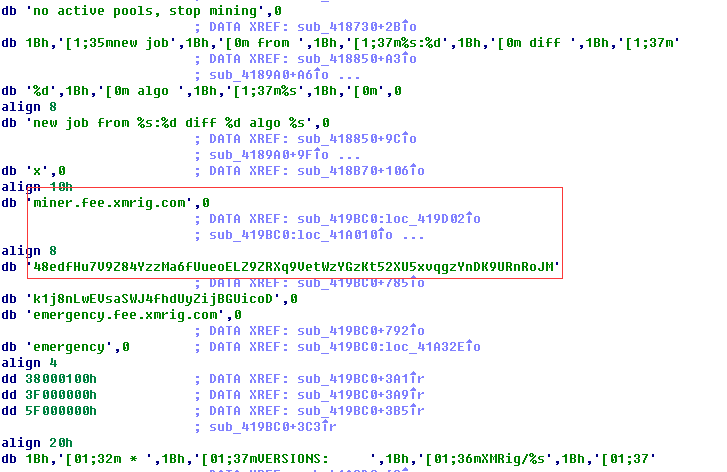 db 'no active pools, stop mining',0
; DATA XREF: sub_418730+2B↑o
db 1Bh,'[1;35mnew job',1Bh,'[0m from ',1Bh,'[1;37m%s:%d',1Bh,'[0m diff ',1Bh,'[1;37m'
; DATA XREF: sub_418850+A3↑o
; sub_4189A0+A6↑o ...
db '%d',1Bh,'[0m algo ',1Bh,'[1;37m%s',1Bh,'[0m',0
align 8
db 'new job from %s:%d diff %d algo %s',0
; DATA XREF: sub_418850+9C↑o
; sub_4189A0+9F↑o ...
db 'x',0 ; DATA XREF: sub_418B70+106↑o
align 10h
db 'miner.fee.xmrig.com',0
; DATA XREF: sub_419BC0:loc_419D02↑o
; sub_419BC0:loc_41A010↑o ...
align 8
db '48edfHu7V9Z84YzzMa6fUueoELZ9ZRXq9VetWzYGzKt52XU5xvqgzYnDK9URnRoJM'
; DATA XREF: sub_419BC0+785↑o
db 'k1j8nLwEVsaSWJ4fhdUyZijBGUicoD',0
db 'emergency.fee.xmrig.com',0
; DATA XREF: sub_419BC0+792↑o
db 'emergency',0 ; DATA XREF: sub_419BC0:loc_41A32E↑o
align 4
dd 38000100h ; DATA XREF: sub_419BC0+3A1↑r
dd 3F000000h ; DATA XREF: sub_419BC0+3A9↑r
dd 5F000000h ; DATA XREF: sub_419BC0+3B5↑r
; sub_419BC0+3C3↑r
align 20h
db 1Bh,'[01;32m * ',1Bh,'[01;37mVERSIONS:     ',1Bh,'[01;36mXMRig/%s',1Bh,'[01;37'